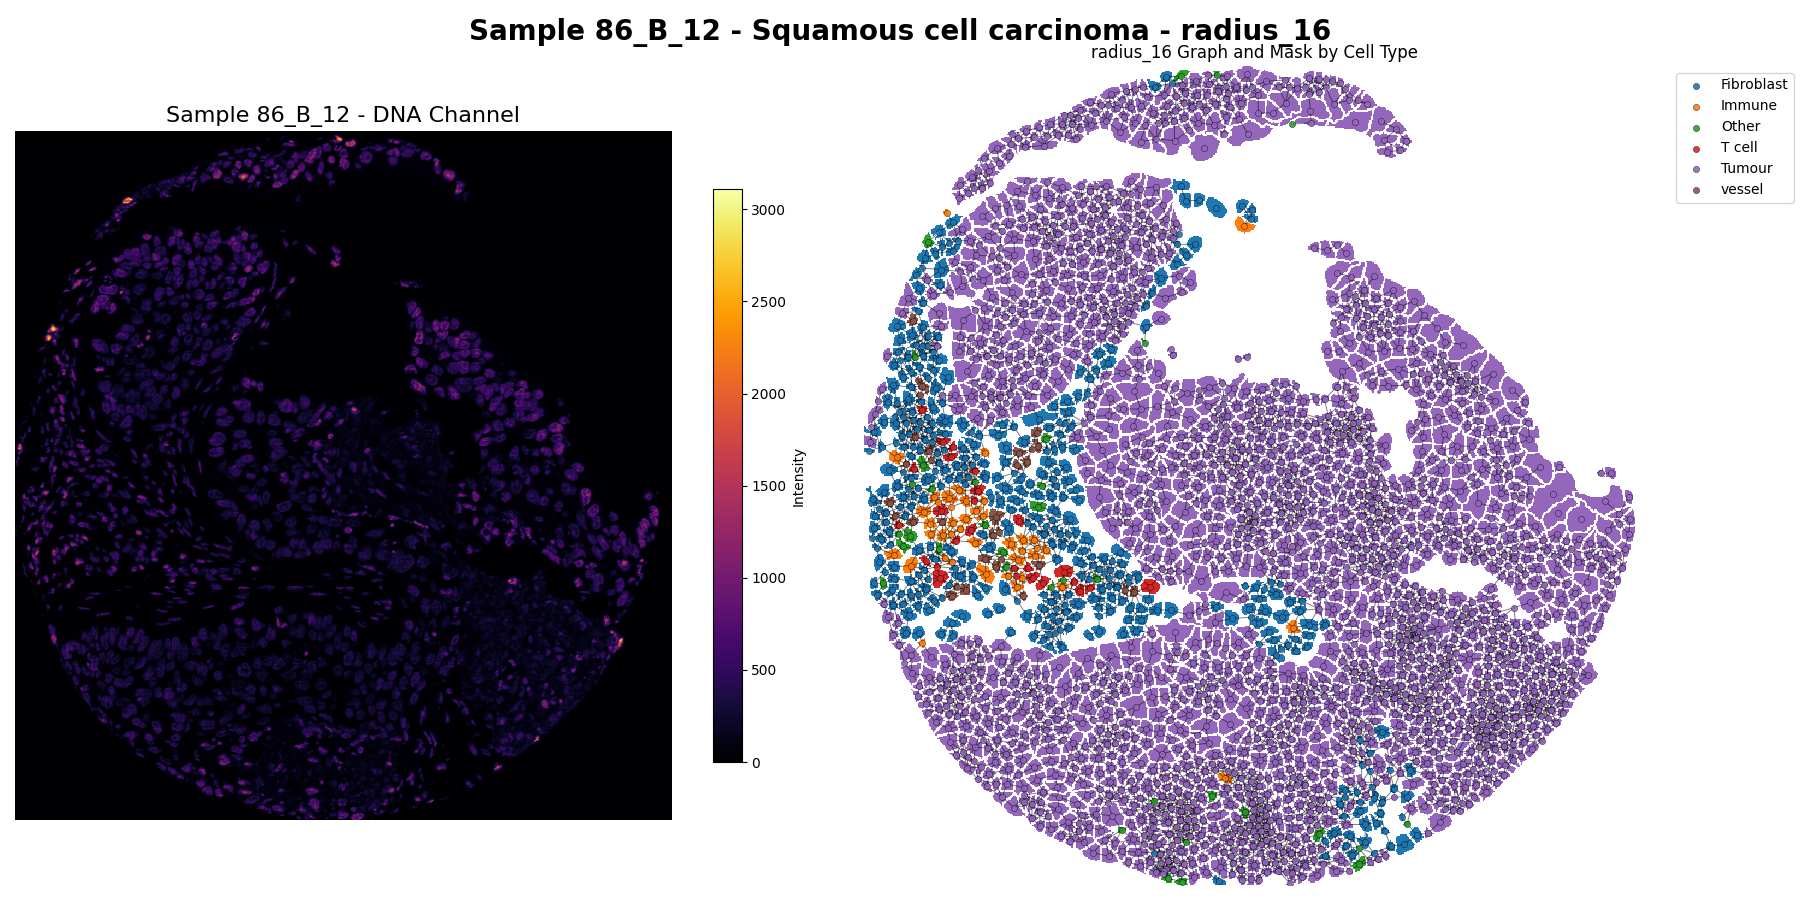 Sample 86_B_12 - Squamous cell carcinoma - radius_16
Sample 86_B_12 - DNA Channel
3000
2500
2000
1500
1000
500
0
Intensity
radius_16 Graph and Mask by Cell Type
Fibroblast
Immune
Other
T cell
Tumour
vessel